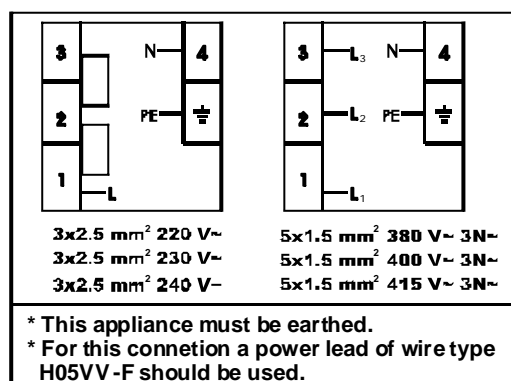 3 N 4
2 PE ⏚
1 L
3 L₃ N 4
2 L₂ PE ⏚
1 L₁
3x2.5 mm² 220 V~
3x2.5 mm² 230 V~
3x2.5 mm² 240 V~
5x1.5 mm² 380 V~ 3N~
5x1.5 mm² 400 V~ 3N~
5x1.5 mm² 415 V~ 3N~
* This appliance must be earthed.
* For this connetion a power lead of wire type
H05VV-F should be used.